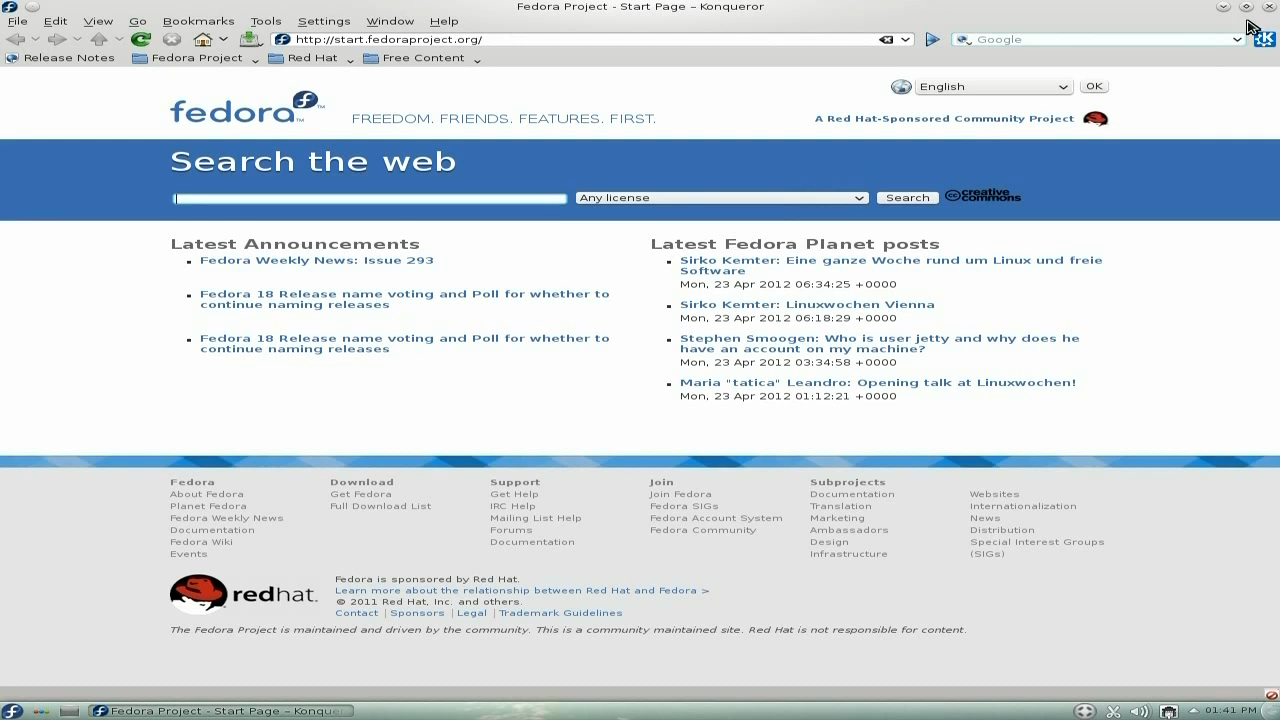 Fedora Project - Start Page – Konqueror
File Edit View Go Bookmarks Tools Settings Window Help
http://start.fedoraproject.org/
Google
Release Notes Fedora Project Red Hat Free Content
English OK
fedora™
FREEDOM. FRIENDS. FEATURES. FIRST.
A Red Hat-Sponsored Community Project
Search the web
Any license Search creative commons
Latest Announcements
Fedora Weekly News: Issue 293
Fedora 18 Release name voting and Poll for whether to
continue naming releases
Fedora 18 Release name voting and Poll for whether to
continue naming releases
Latest Fedora Planet posts
Sirko Kemter: Eine ganze Woche rund um Linux und freie
Software
Mon, 23 Apr 2012 06:34:25 +0000
Sirko Kemter: Linuxwochen Vienna
Mon, 23 Apr 2012 06:18:29 +0000
Stephen Smoogen: Who is user jetty and why does he
have an account on my machine?
Mon, 23 Apr 2012 03:34:58 +0000
Maria "tatica" Leandro: Opening talk at Linuxwochen!
Mon, 23 Apr 2012 01:12:21 +0000
Fedora
About Fedora
Planet Fedora
Fedora Weekly News
Documentation
Fedora Wiki
Events
Download
Get Fedora
Full Download List
Support
Get Help
IRC Help
Mailing List Help
Forums
Documentation
Join
Join Fedora
Fedora SIGs
Fedora Account System
Fedora Community
Subprojects
Documentation
Translation
Marketing
Ambassadors
Design
Infrastructure
Websites
Internationalization
News
Distribution
Special Interest Groups
(SIGs)
redhat.
Fedora is sponsored by Red Hat.
Learn more about the relationship between Red Hat and Fedora >
© 2011 Red Hat, Inc. and others.
Contact | Sponsors | Legal | Trademark Guidelines
The Fedora Project is maintained and driven by the community. This is a community maintained site. Red Hat is not responsible for content.
Fedora Project - Start Page – Konque
01:41 PM